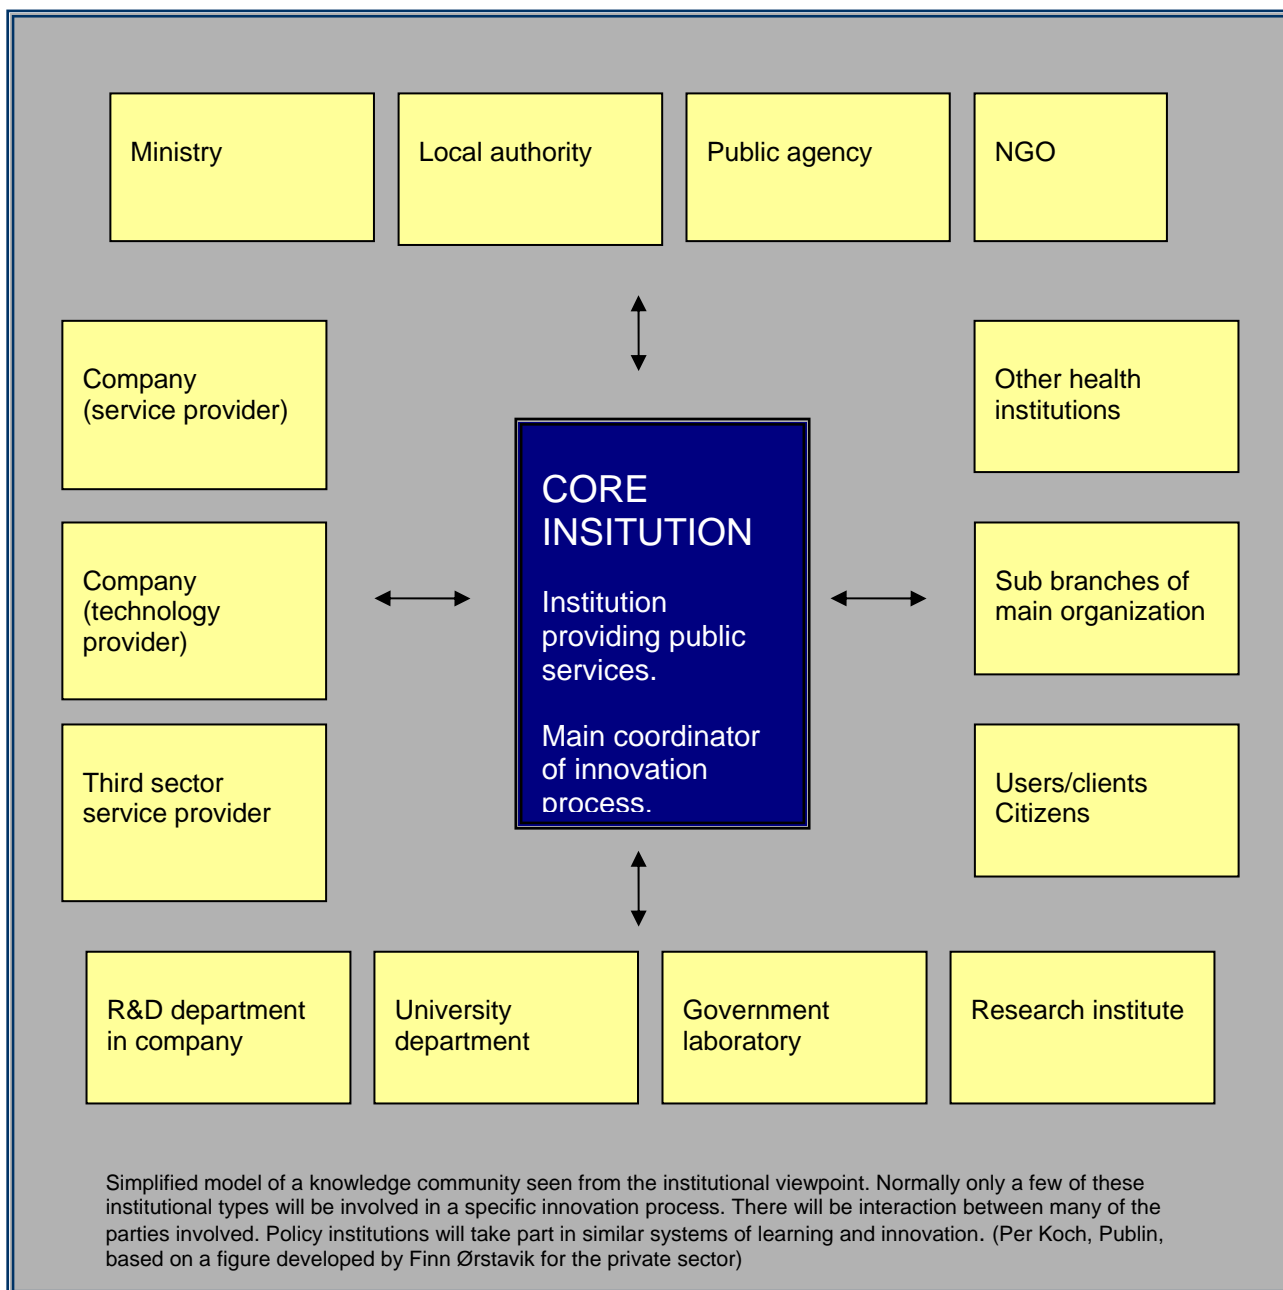 Ministry
Local authority
Public agency
NGO
Company
(service provider)
Other health
institutions
CORE
INSITUTION
Institution
providing public
services.
Main coordinator
of innovation
process.
Company
(technology
provider)
Sub branches of
main organization
Third sector
service provider
Users/clients
Citizens
R&D department
in company
University
department
Government
laboratory
Research institute
Simplified model of a knowledge community seen from the institutional viewpoint. Normally only a few of these
institutional types will be involved in a specific innovation process. There will be interaction between many of the
parties involved. Policy institutions will take part in similar systems of learning and innovation. (Per Koch, Publin,
based on a figure developed by Finn Ørstavik for the private sector)